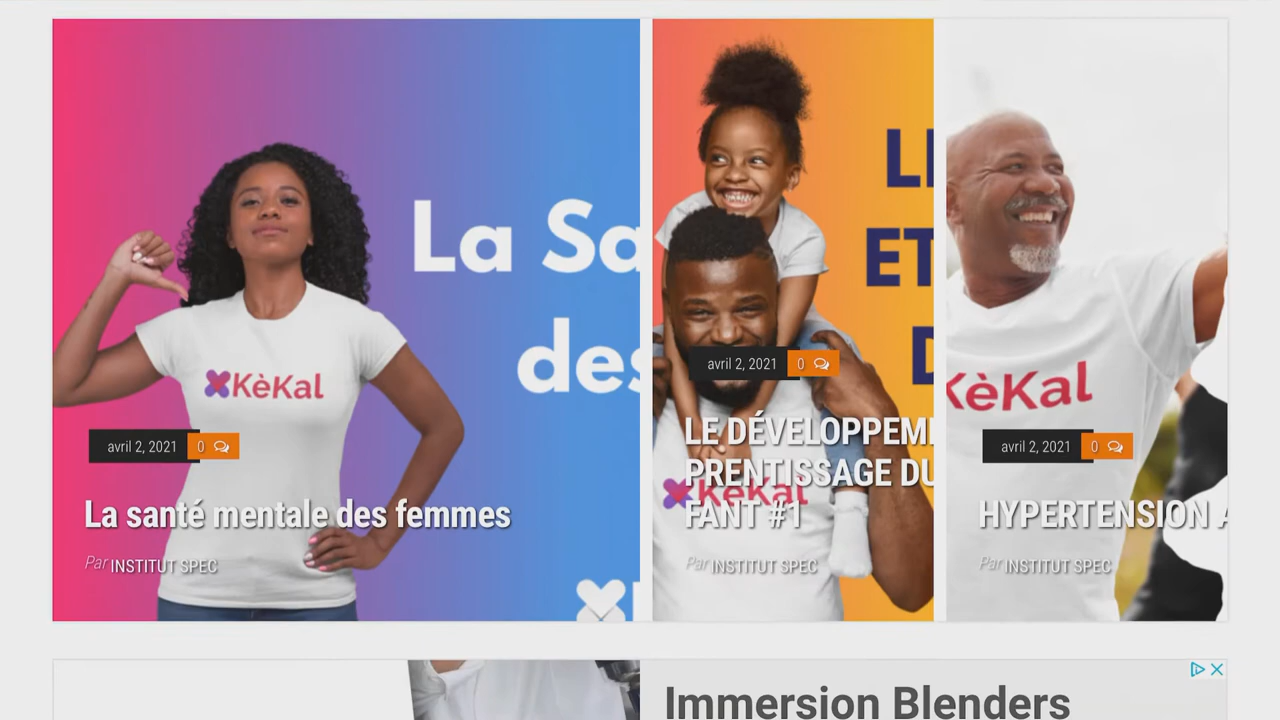 La Sa
des
KèKal
avril 2, 2021 0
La santé mentale des femmes
Par INSTITUT SPEC
ET
avril 2, 2021 0
LE DÉVELOPPEM
PRENTISSAGE DU
FANT #1
KèKal
Par INSTITUT SPEC
KèKal
avril 2, 2021 0
HYPERTENSION A
Par INSTITUT SPEC
Immersion Blenders